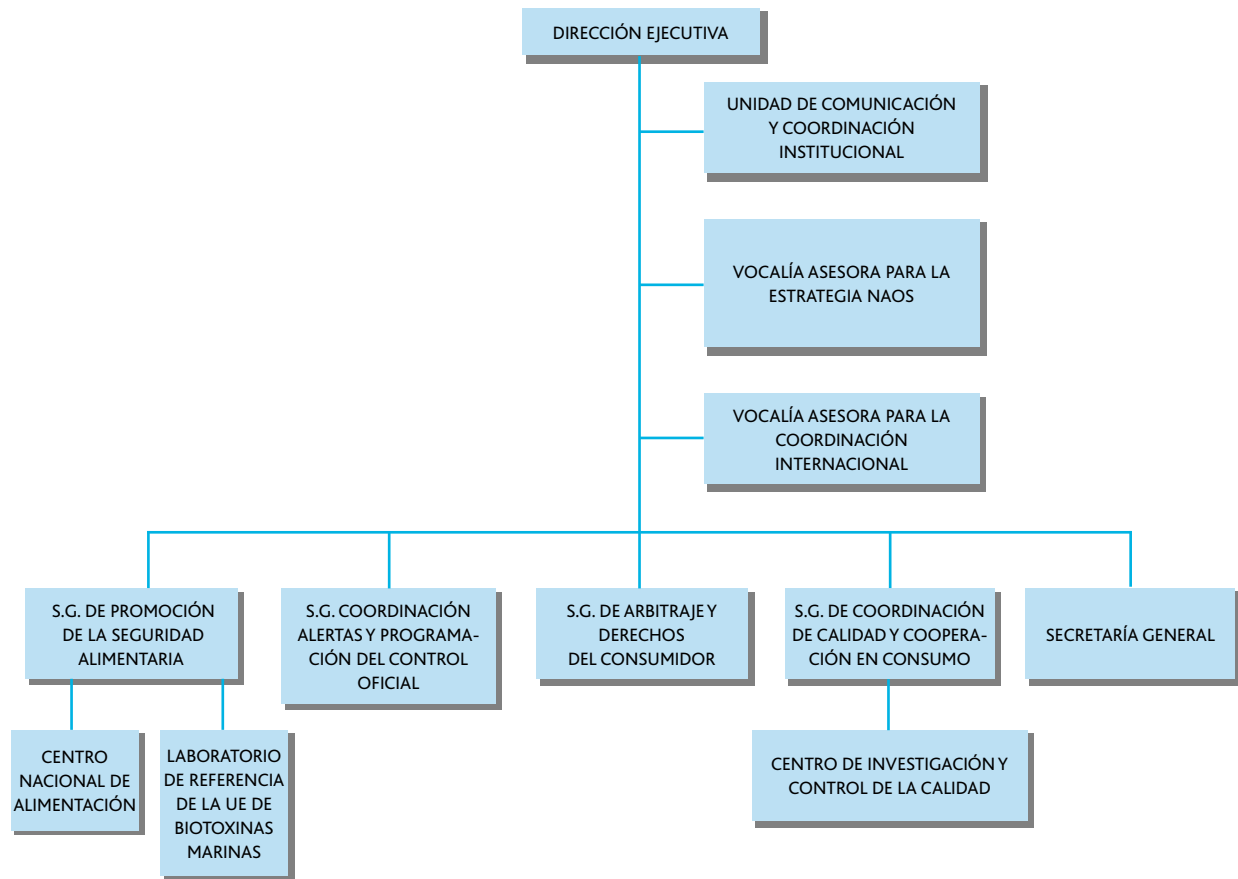 DIRECCIÓN EJECUTIVA
UNIDAD DE COMUNICACIÓN
Y COORDINACIÓN
INSTITUCIONAL
VOCALÍA ASESORA PARA LA
ESTRATEGIA NAOS
VOCALÍA ASESORA PARA LA
COORDINACIÓN
INTERNACIONAL
S.G. DE PROMOCIÓN
DE LA SEGURIDAD
ALIMENTARIA
S.G. COORDINACIÓN
ALERTAS Y PROGRAMA-
CIÓN DEL CONTROL
OFICIAL
S.G. DE ARBITRAJE Y
DERECHOS
DEL CONSUMIDOR
S.G. DE COORDINACIÓN
DE CALIDAD Y COOPERA-
CIÓN EN CONSUMO
SECRETARÍA GENERAL
CENTRO
NACIONAL DE
ALIMENTACIÓN
LABORATORIO
DE REFERENCIA
DE LA UE DE
BIOTOXINAS
MARINAS
CENTRO DE INVESTIGACIÓN Y
CONTROL DE LA CALIDAD